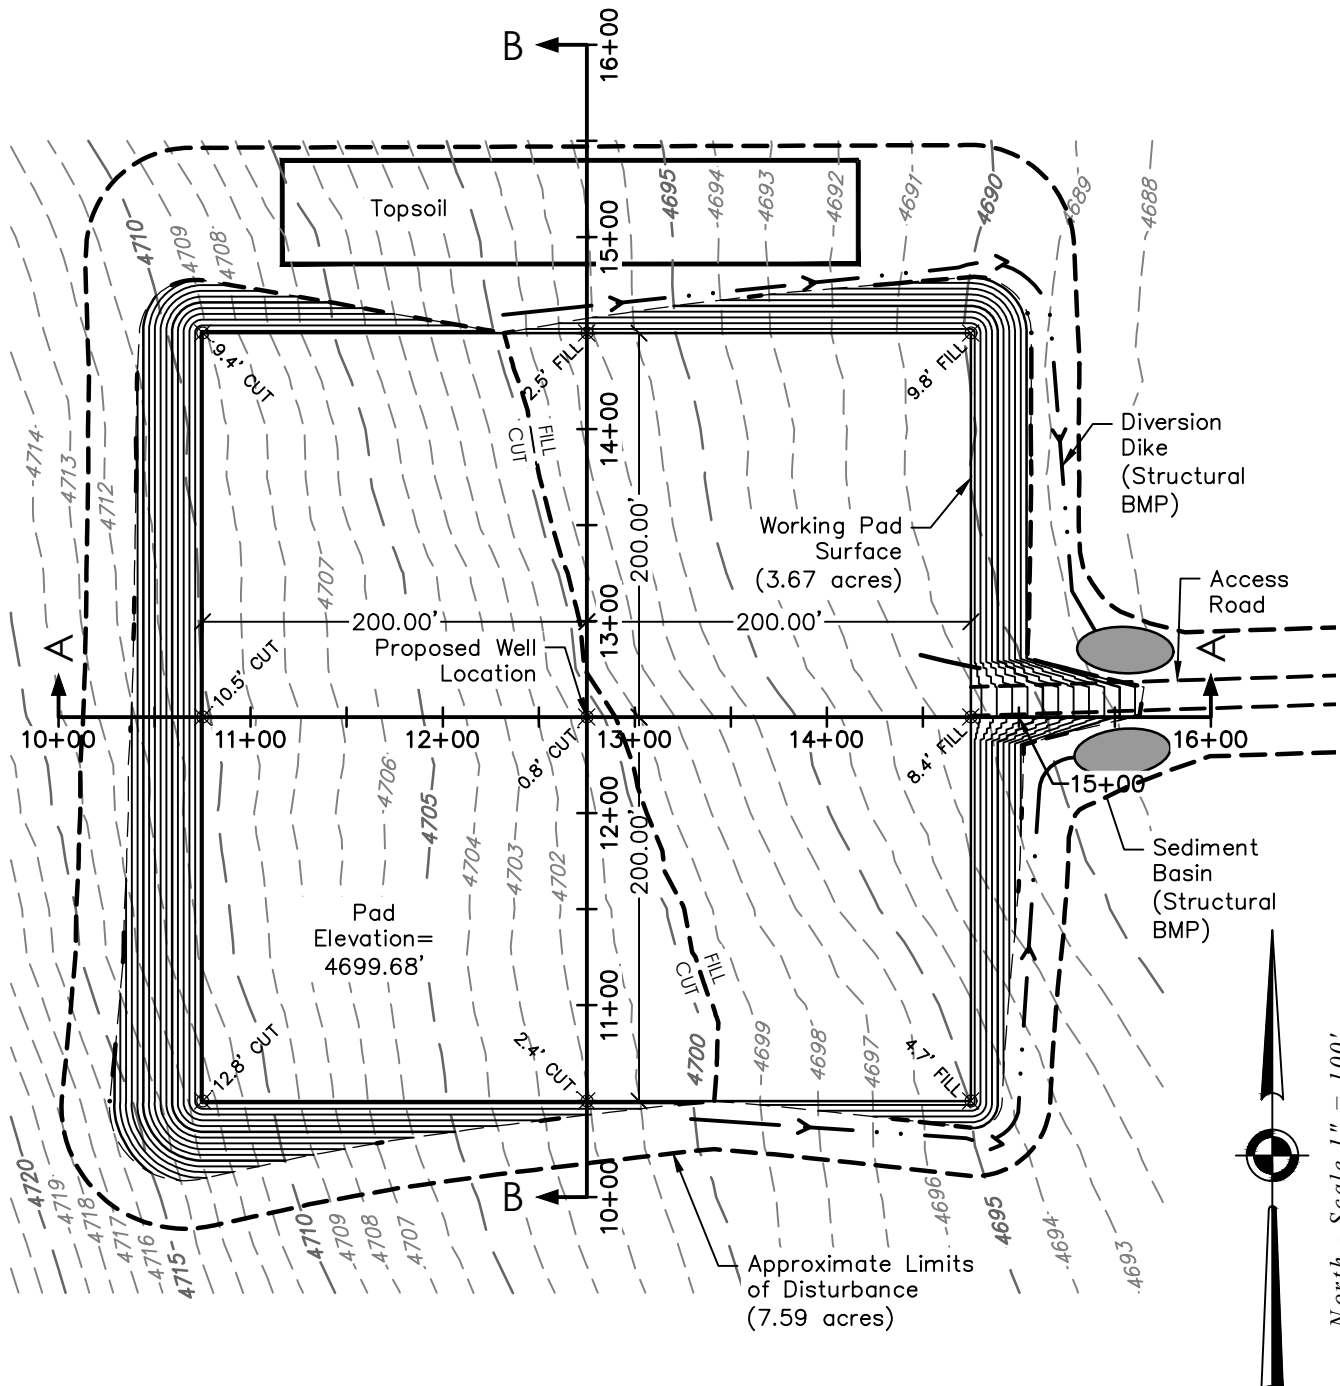 B
16+00
Topsoil
4695
4694
4693
4692
4691
4690
4689
4688
15+00
4710
4709
4708
9.4' CUT
2.5' FILL
9.8' FILL
14+00
FILL
CUT
4714
4713
4712
4707
Diversion
Dike
(Structural
BMP)
Working Pad
Surface
(3.67 acres)
200.00'
Access
Road
13+00
200.00'
200.00'
Proposed Well
Location
A
A
10.5' CUT
10+00
11+00
12+00
13+00
14+00
16+00
0.8' CUT
8.4' FILL
15+00
4706
4705
4704
4703
4702
12+00
200.00'
Sediment
Basin
(Structural
BMP)
Pad
Elevation=
4699.68'
FILL
CUT
11+00
12.8' CUT
2.4' CUT
4700
4699
4698
4697
4.7' FILL
4720
4719
4718
4717
4716
4715
4710
4709
4708
4707
B
10+00
4696
4695
4694
4693
Approximate Limits
of Disturbance
(7.59 acres)
North Scale 1"=100'